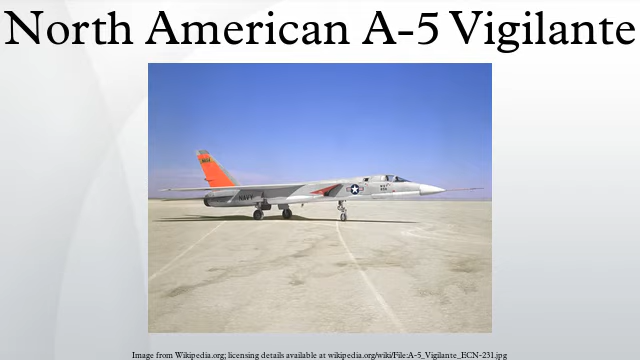 North American A-5 Vigilante
NAVY
Image from Wikipedia.org; licensing details available at wikipedia.org/wiki/File:A-5_Vigilante_ECN-231.jpg